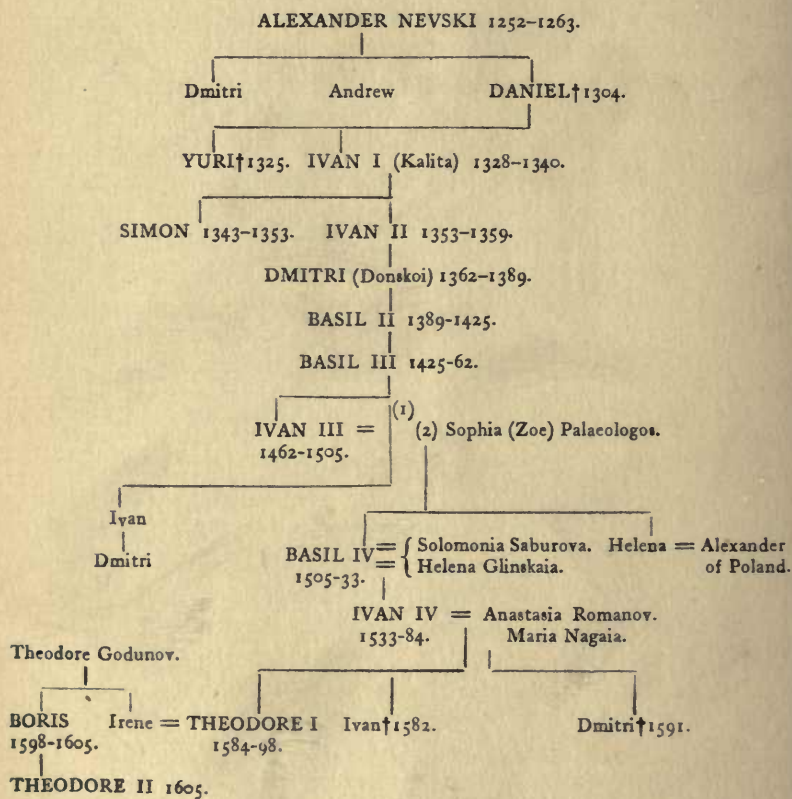 ALEXANDER NEVSKI 1252–1263.
Dmitri Andrew DANIEL†1304.
YURI†1325. IVAN I (Kalita) 1328–1340.
SIMON 1343–1353. IVAN II 1353–1359.
DMITRI (Donskoi) 1362–1389.
BASIL II 1389-1425.
BASIL III 1425-62.
(1)
IVAN III = (2) Sophia (Zoe) Palaeologos.
1462-1505.
Ivan
Dmitri
BASIL IV = { Solomonia Saburova. Helena = Alexander
1505-33. = { Helena Glinskaia. of Poland.
IVAN IV = Anastasia Romanov.
1533-84. Maria Nagaia.
Theodore Godunov.
BORIS Irene = THEODORE I Ivan†1582. Dmitri†1591.
1598-1605. 1584-98.
THEODORE II 1605.